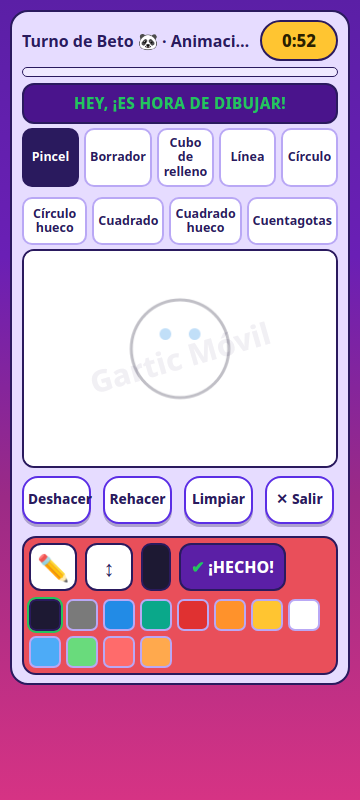 Turno de Beto 🐼 · Animaci...
0:52
HEY, ¡ES HORA DE DIBUJAR!
Pincel
Borrador
Cubo
de
relleno
Línea
Círculo
Círculo
hueco
Cuadrado
Cuadrado
hueco
Cuentagotas
Gartic Móvil
Deshacer
Rehacer
Limpiar
✕ Salir
✏️
↕
✔ ¡HECHO!